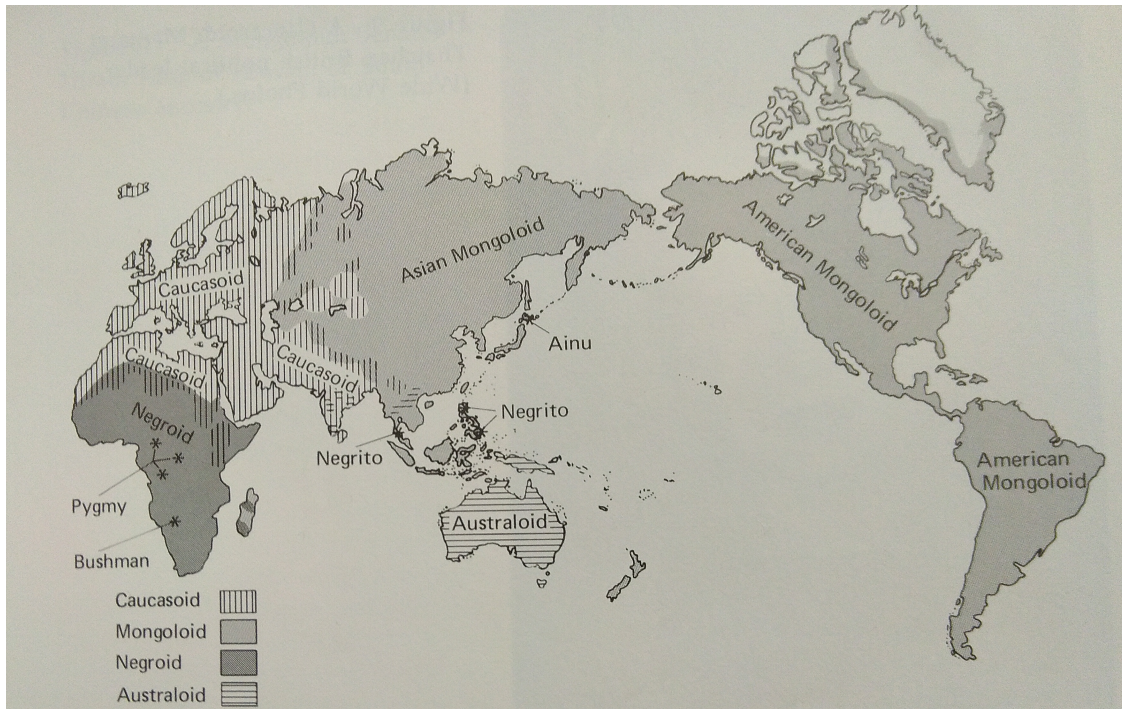 American Mongoloid
Asian Mongoloid
Caucasoid
Ainu
Caucasoid
Caucasoid
Negroid
Negrito
Negrito
American
Mongoloid
Pygmy
Australoid
Bushman
Caucasoid
Mongoloid
Negroid
Australoid